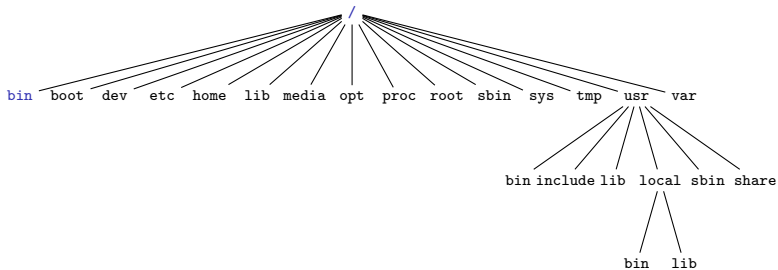 /
bin boot dev etc home lib media opt proc root sbin sys tmp usr var
bin include lib local sbin share
bin lib